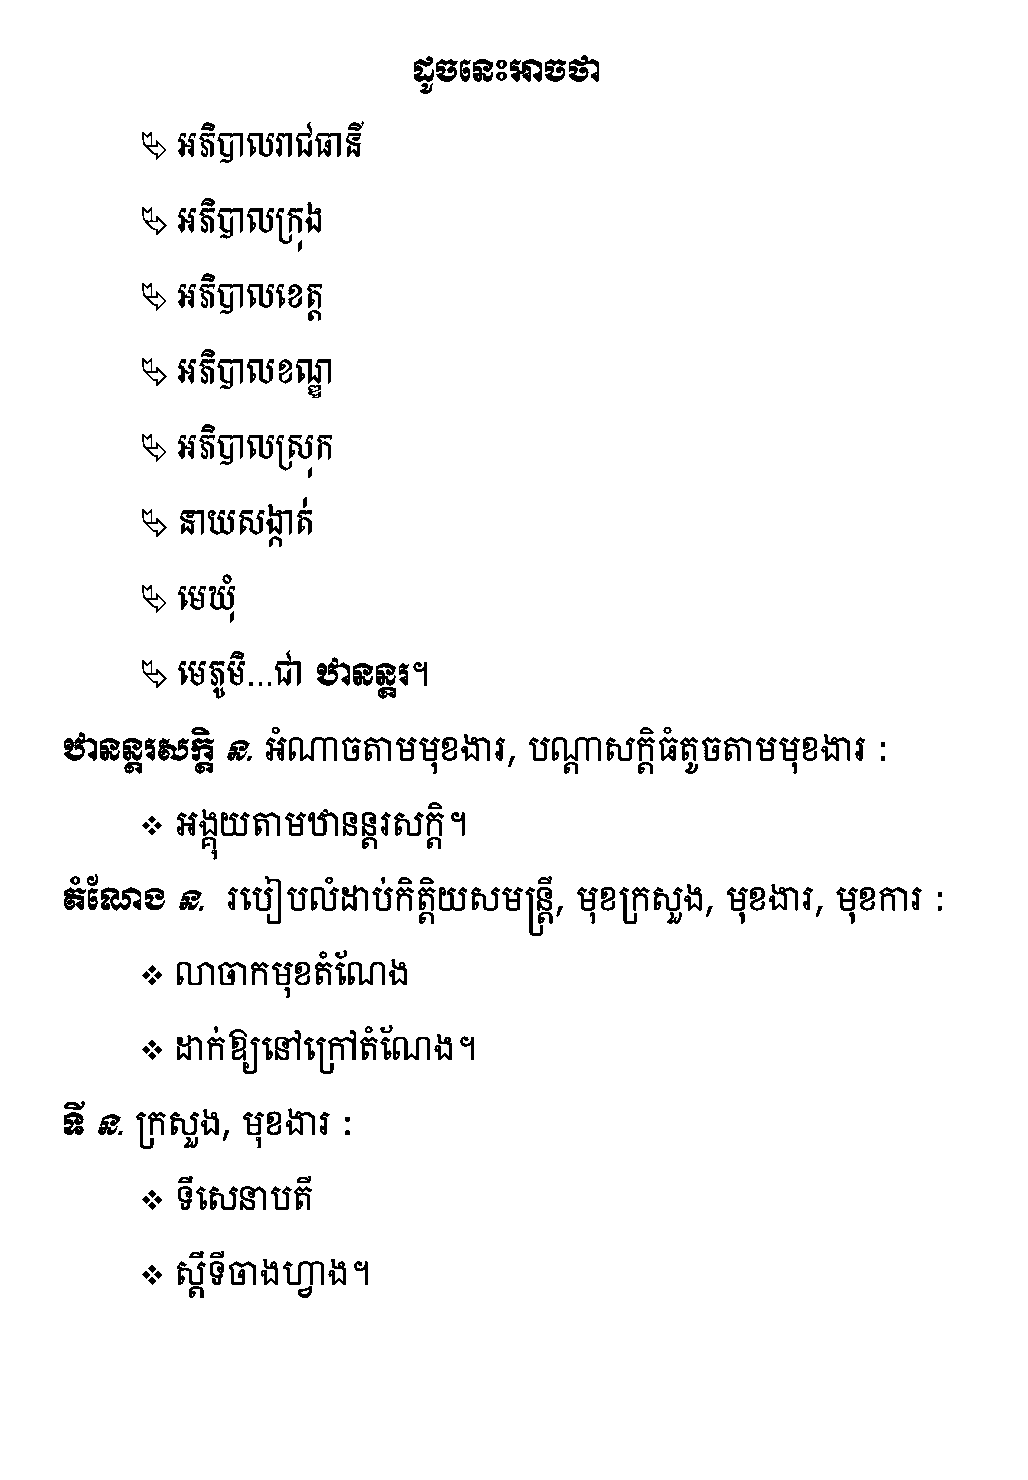 ដូចនេះអាចថា
អភិបាលរាជធានី
អភិបាលក្រុង
អភិបាលខេត្ត
អភិបាលខណ្ឌ
អភិបាលស្រុក
នាយសង្កាត់
មេឃុំ
មេភូមិ...ជា ឋានន្តរ។
ឋានន្តរសក្តិ ន. អំណាចតាមមុខងារ, បណ្ដាសក្តិធំតូចតាមមុខងារ :
អង្គុយតាមឋានន្តរសក្តិ។
តំណែង ន. របៀបលំដាប់កិត្តិយសមន្ត្រី, មុខក្រសួង, មុខងារ, មុខការ :
លាចាកមុខតំណែង
ដាក់ឱ្យនៅក្រៅតំណែង។
ទី ន. ក្រសួង, មុខងារ :
ទីសេនាបតី
ស្ដីទីចាងហ្វាង។